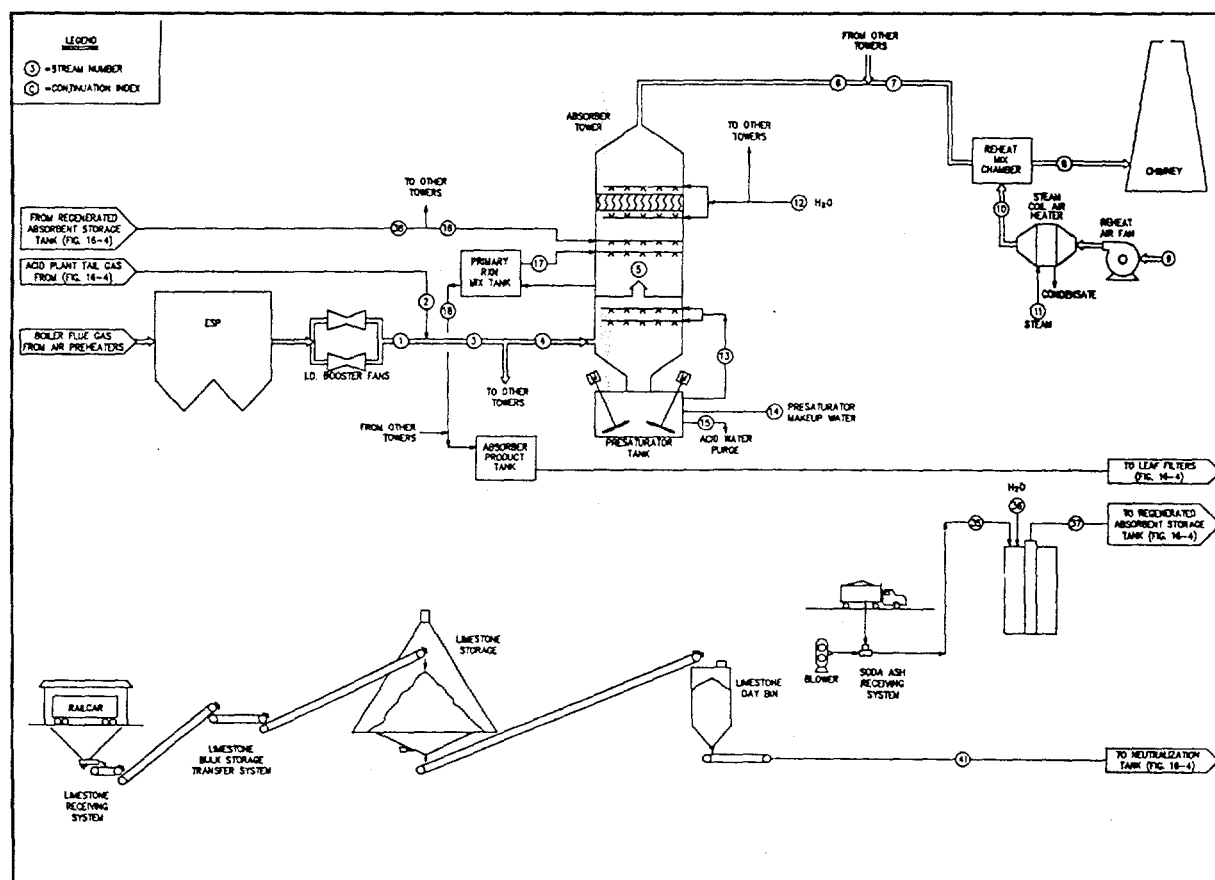 LEGEND
3 =STREAM NUMBER
C =CONTINUATION INDEX
FROM OTHER
TOWERS
6
7
ABSORBER
TOWER
TO OTHER
TOWERS
REHEAT
MIX
CHAMBER
8
CHIMNEY
TO OTHER
TOWERS
12 H₂O
10
STEAM
COIL AIR
HEATER
REHEAT
AIR FAN
9
FROM REGENERATED
ABSORBENT STORAGE
TANK (FIG. 16-4)
38
16
ACID PLANT TAIL GAS
FROM (FIG. 16-4)
PRIMARY
RXN
MIX TANK
17
5
CONDENSATE
11
STEAM
2
18
ESP
BOILER FLUE GAS
FROM AIR PREHEATERS
1
3
4
13
I.D. BOOSTER FANS
TO OTHER
TOWERS
M
M
14
PRESATURATOR
MAKEUP WATER
15
ACID WATER
PURGE
FROM OTHER
TOWERS
PRESATURATOR
TANK
ABSORBER
PRODUCT
TANK
TO LEAF FILTERS
(FIG. 16-4)
H₂O
35
36
37
TO REGENERATED
ABSORBENT STORAGE
TANK (FIG. 16-4)
LIMESTONE
STORAGE
BLOWER
SODA ASH
RECEIVING
SYSTEM
LIMESTONE
DAY BIN
RAILCAR
LIMESTONE
BULK STORAGE
TRANSFER SYSTEM
41
TO NEUTRALIZATION
TANK (FIG. 16-4)
LIMESTONE
RECEIVING
SYSTEM